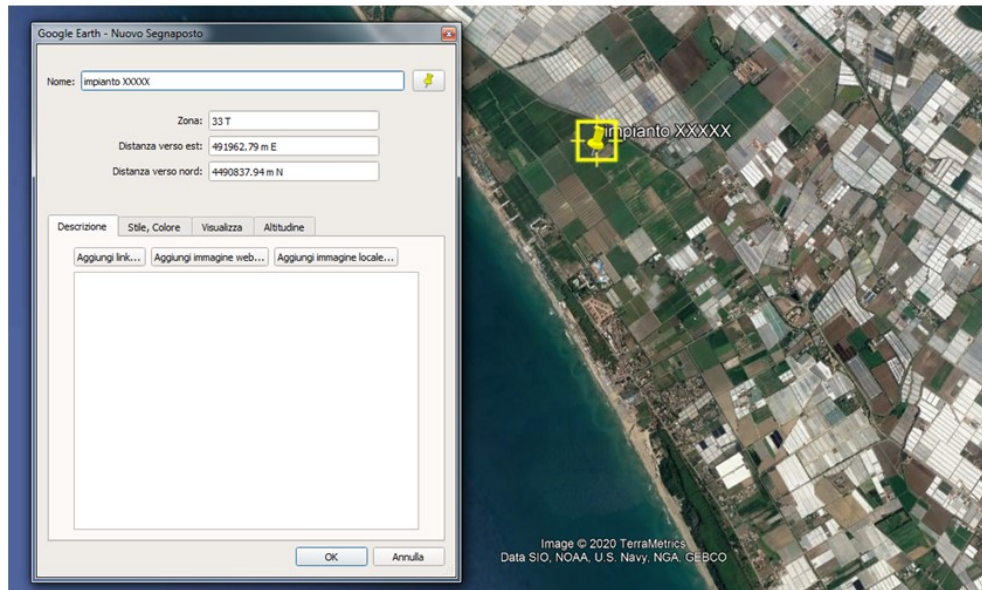 Google Earth - Nuovo Segnaposto
Nome: impianto XXXXX
Zona: 33 T
Distanza verso est: 491962.79 m E
Distanza verso nord: 4490837.94 m N
Descrizione Stile, Colore Visualizza Altitudine
Aggiungi link... Aggiungi immagine web... Aggiungi immagine locale...
OK Annulla
impianto XXXXX
Image © 2020 TerraMetrics
Data SIO, NOAA, U.S. Navy, NGA, GEBCO